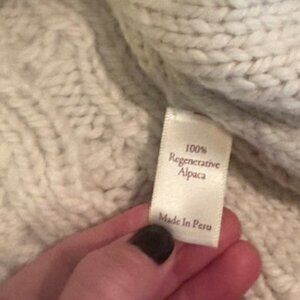 100%
Regenerative
Alpaca
Made In Peru